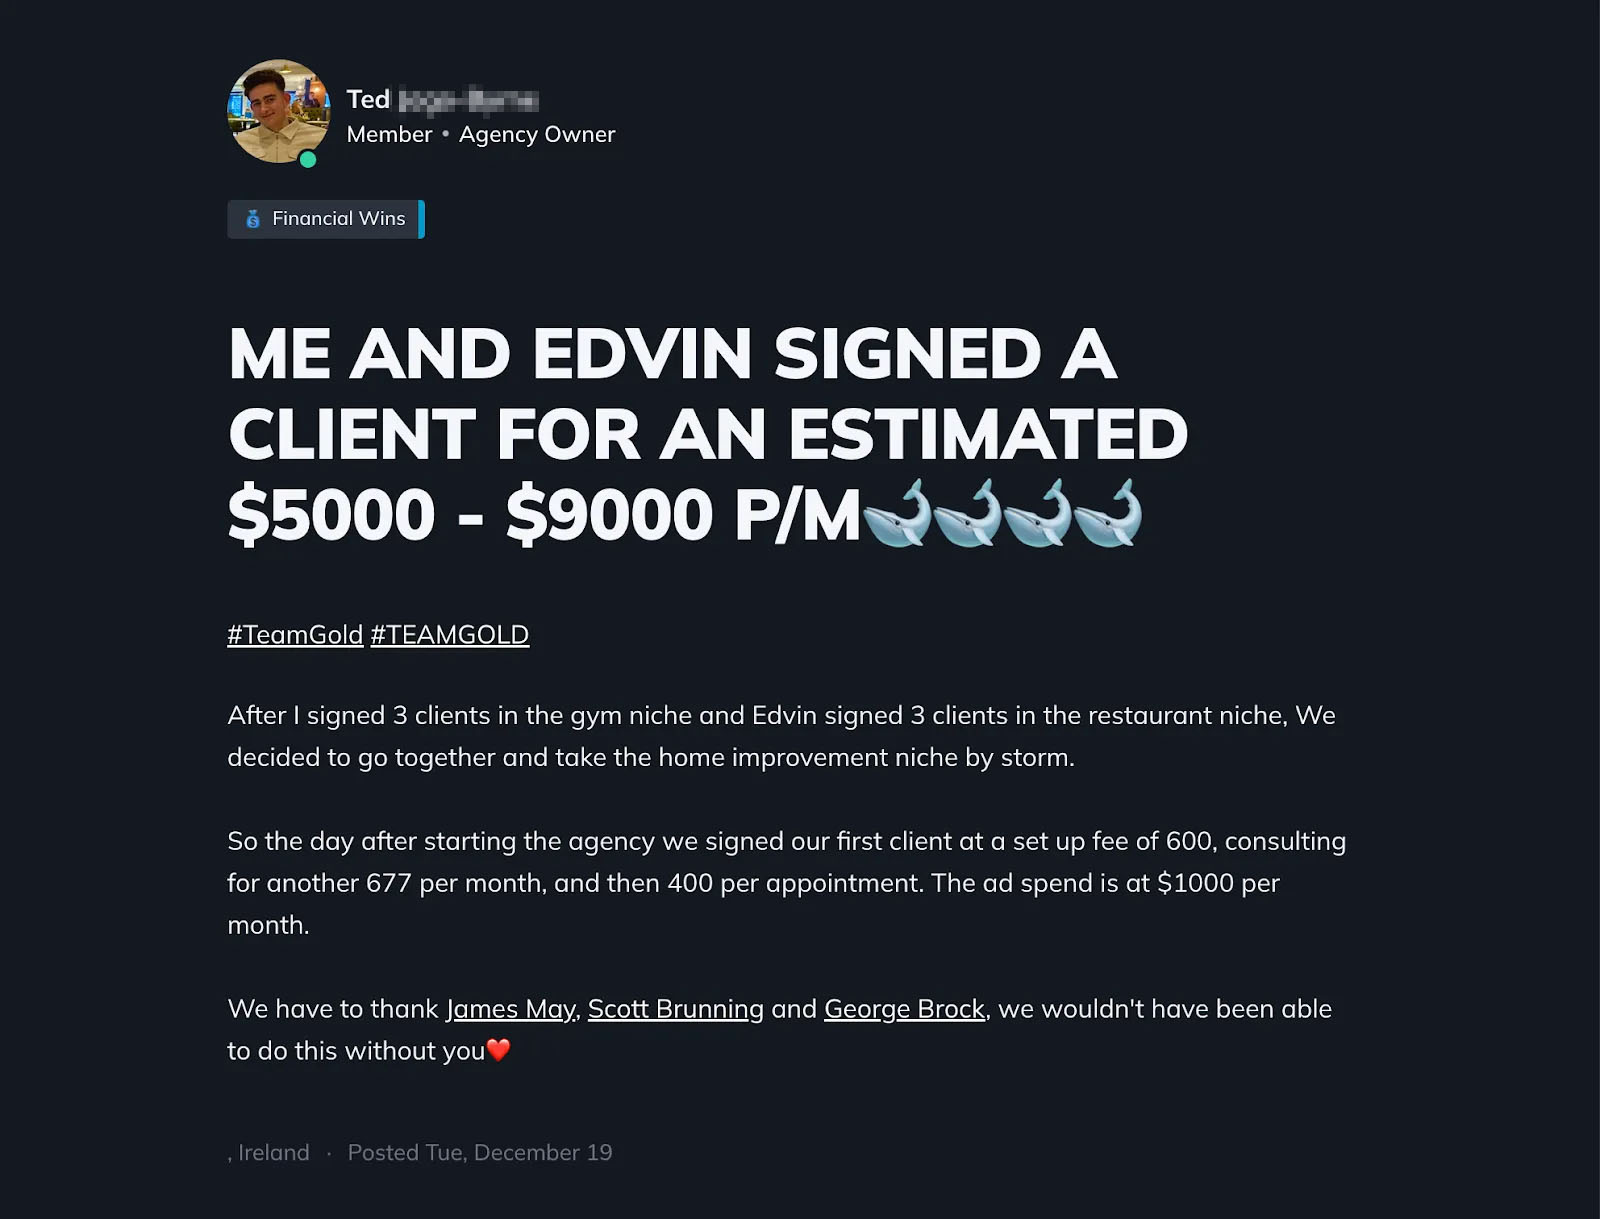 Ted
Member • Agency Owner
💰 Financial Wins
ME AND EDVIN SIGNED A
CLIENT FOR AN ESTIMATED
$5000 - $9000 P/M🐋🐋🐋🐋
#TeamGold #TEAMGOLD
After I signed 3 clients in the gym niche and Edvin signed 3 clients in the restaurant niche, We
decided to go together and take the home improvement niche by storm.
So the day after starting the agency we signed our first client at a set up fee of 600, consulting
for another 677 per month, and then 400 per appointment. The ad spend is at $1000 per
month.
We have to thank James May, Scott Brunning and George Brock, we wouldn't have been able
to do this without you❤️
, Ireland · Posted Tue, December 19